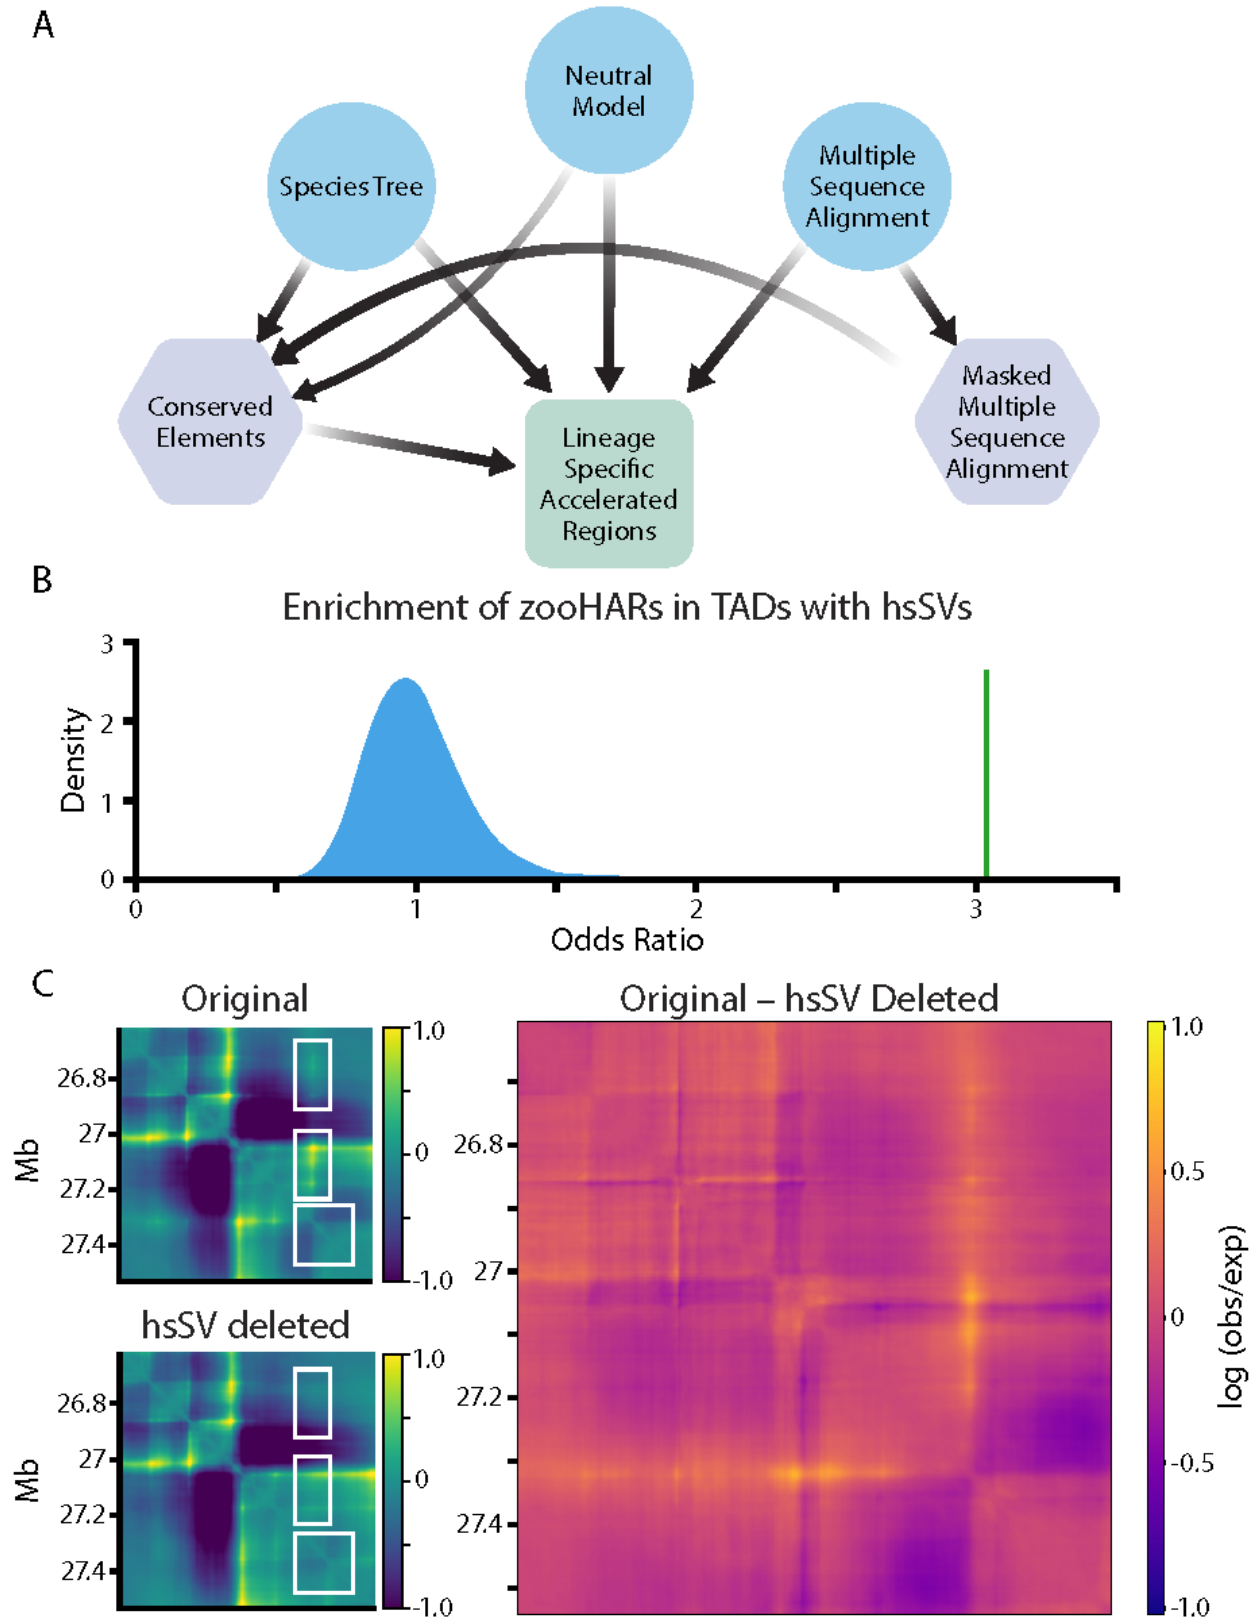 A
Neutral
Model
Species Tree
Multiple
Sequence
Alignment
Conserved
Elements
Lineage
Specific
Accelerated
Regions
Masked
Multiple
Sequence
Alignment
B
Enrichment of zooHARs in TADs with hsSVs
Density
3
2
1
0
0
1
2
3
Odds Ratio
C
Original
Mb
26.8
27
27.2
27.4
1.0
0
-1.0
hsSV deleted
Mb
26.8
27
27.2
27.4
1.0
0
-1.0
Original – hsSV Deleted
26.8
27
27.2
27.4
1.0
0.5
0
-0.5
-1.0
log (obs/exp)